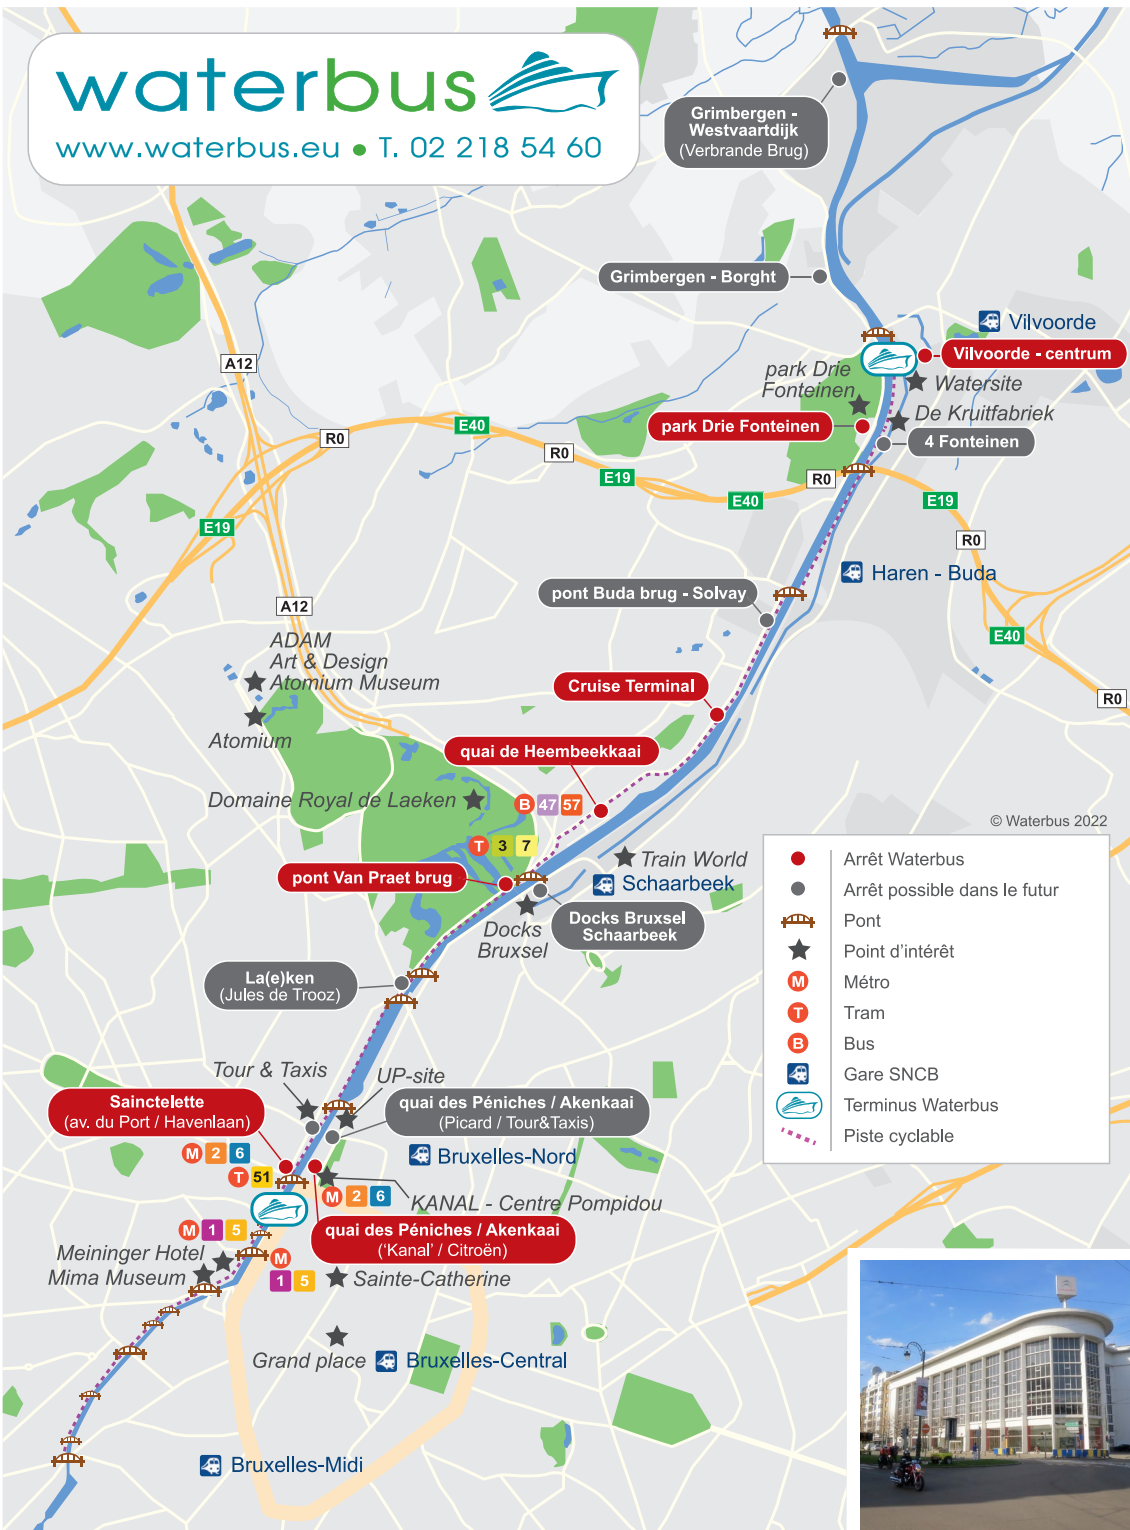 waterbus
www.waterbus.eu • T. 02 218 54 60
Grimbergen -
Westvaartdijk
(Verbrande Brug)
Grimbergen - Borght
Vilvoorde
Vilvoorde - centrum
park Drie
Fonteinen
Watersite
De Kruitfabriek
park Drie Fonteinen
4 Fonteinen
A12
R0
E40
R0
E19
E40
R0
E19
R0
E19
Haren - Buda
pont Buda brug - Solvay
A12
E40
R0
ADAM
Art & Design
Atomium Museum
Atomium
Cruise Terminal
quai de Heembeekkaai
Domaine Royal de Laeken
B 47 57
T 3 7
© Waterbus 2022
Train World
Schaarbeek
pont Van Praet brug
Docks
Bruxsel
Docks Bruxsel
Schaarbeek
La(e)ken
(Jules de Trooz)
Arrêt Waterbus
Arrêt possible dans le futur
Pont
Point d'intérêt
M Métro
T Tram
B Bus
Gare SNCB
Terminus Waterbus
Piste cyclable
Tour & Taxis
UP-site
Sainctelette
(av. du Port / Havenlaan)
quai des Péniches / Akenkaai
(Picard / Tour&Taxis)
M 2 6
T 51
Bruxelles-Nord
M 2 6
KANAL - Centre Pompidou
quai des Péniches / Akenkaai
('Kanal' / Citroën)
M 1 5
Meininger Hotel
Mima Museum
M
1 5
Sainte-Catherine
Grand place
Bruxelles-Central
Bruxelles-Midi